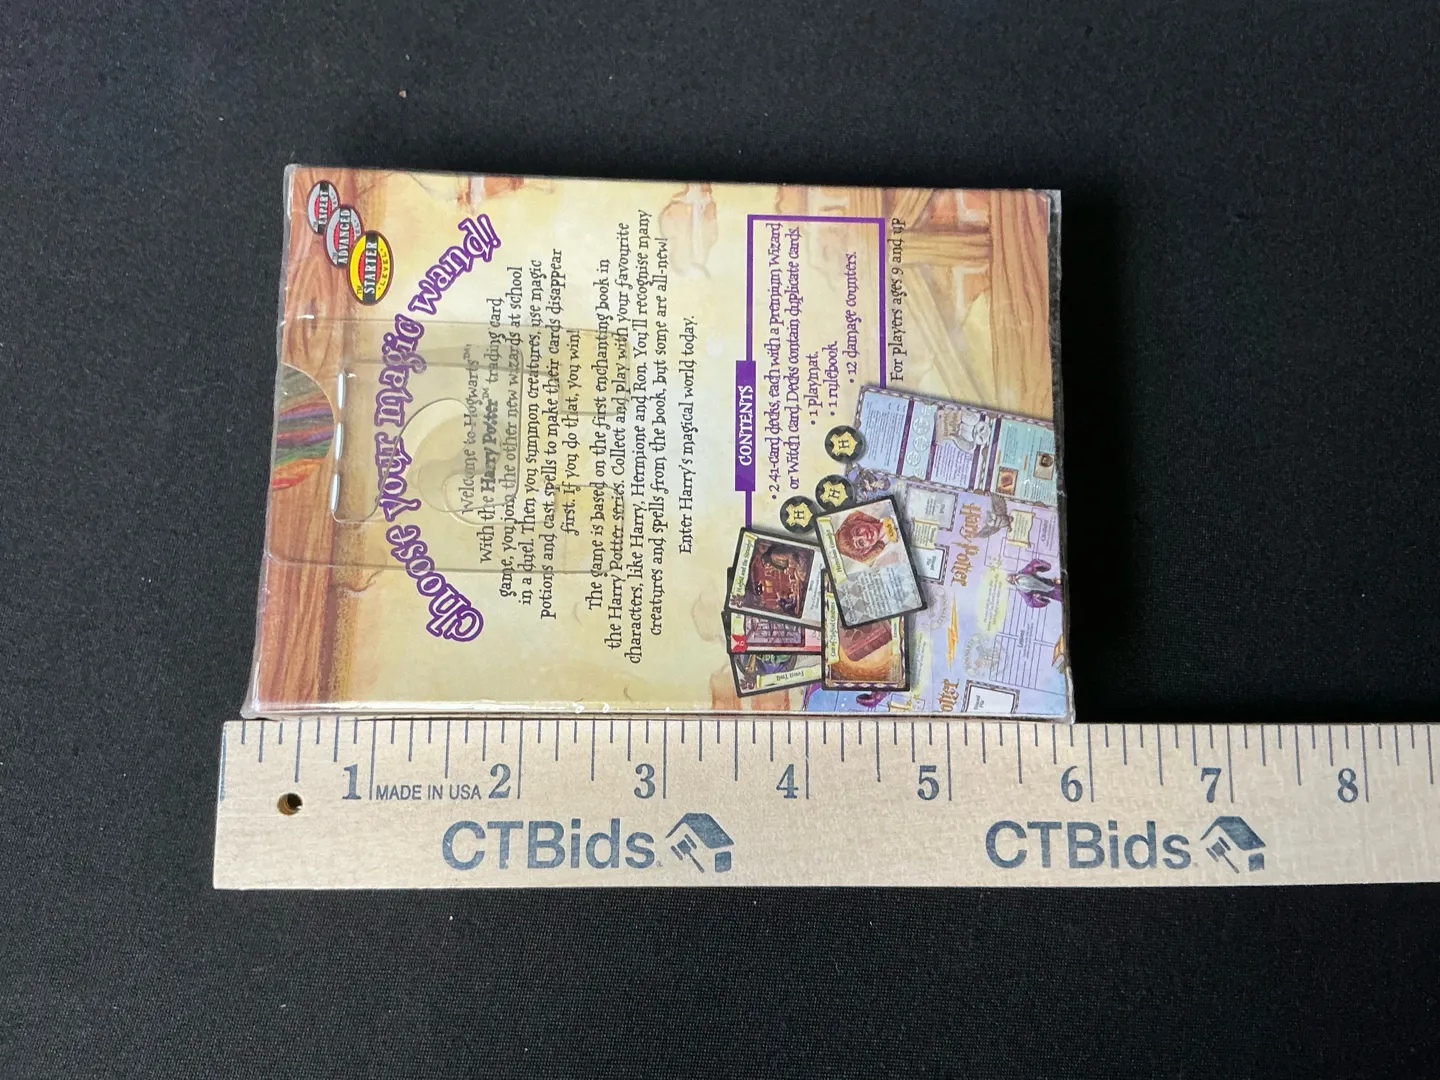 EXPERT
ADVANCED
STARTER
LEVEL
Choose your magic wand!
Welcome to Hogwarts™.
With the Harry Potter™ trading card
game, you join the other new wizards at school
in a duel. Then you summon creatures, use magic
potions and cast spells to make their cards disappear
first. If you do that, you win!
The game is based on the first enchanting book in
the Harry Potter series. Collect and play with your favourite
characters, like Harry, Hermione and Ron. You'll recognise many
creatures and spells from the book, but some are all-new!
Enter Harry's magical world today.
CONTENTS
• 2 41-card decks, each with a premium Wizard
or Witch card. Decks contain duplicate cards.
• 1 playmat
• 1 rulebook
• 12 damage counters.
For players ages 9 and up
H
H
H
Harry Potter
1 2 3 4 5 6 7 8
MADE IN USA
CTBids CTBids